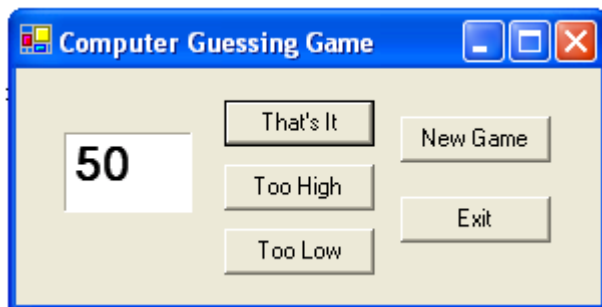 Computer Guessing Game
50
That's It
Too High
Too Low
New Game
Exit